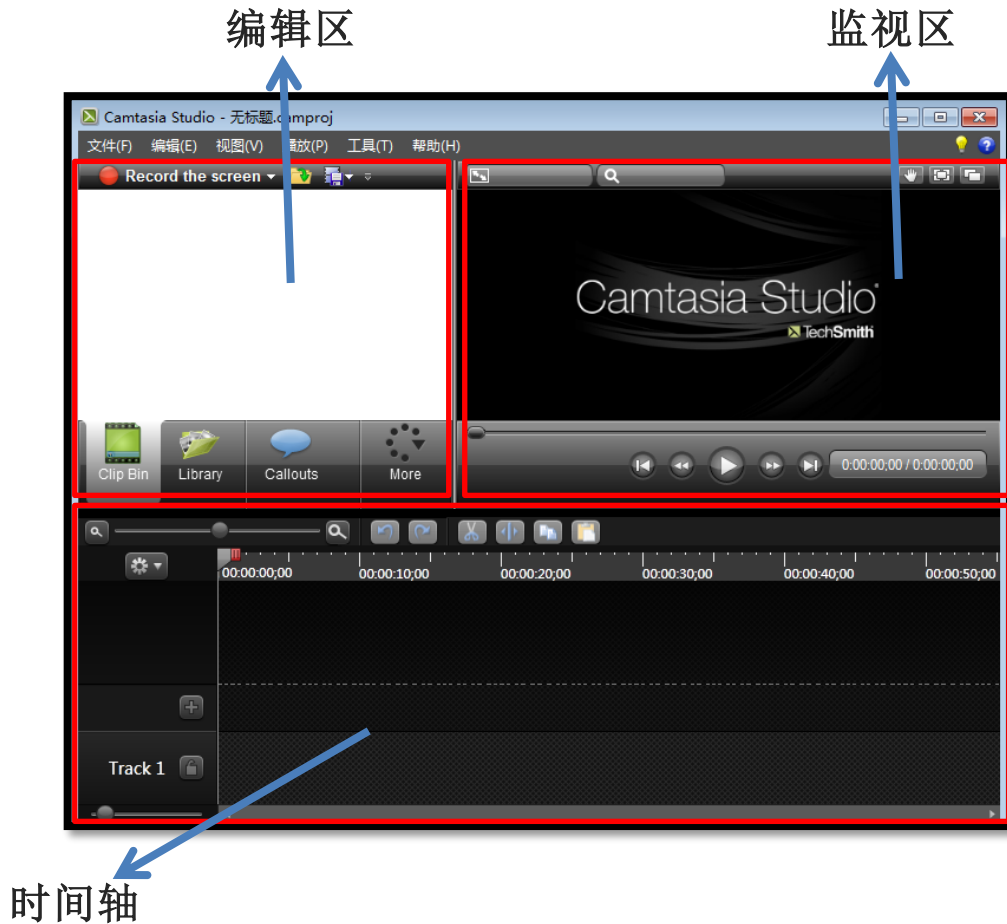 编辑区 监视区
Camtasia Studio - 无标题.camproj
文件(F) 编辑(E) 视图(V) 播放(P) 工具(T) 帮助(H)
Record the screen
Camtasia Studio
TechSmith
Clip Bin Library Callouts More
0:00:00;00 / 0:00:00;00
00:00:00;00 00:00:10;00 00:00:20;00 00:00:30;00 00:00:40;00 00:00:50;00
Track 1
时间轴